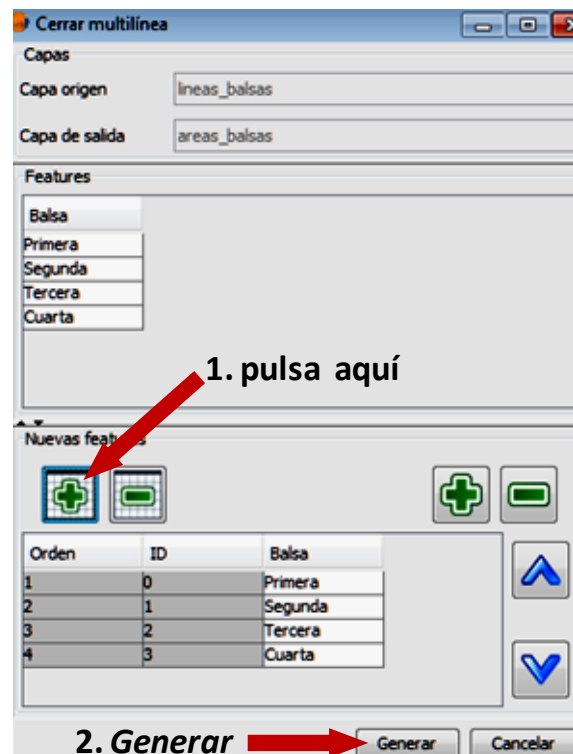 Cerrar multilínea
Capas
Capa origen lineas_balsas
Capa de salida areas_balsas
Features
Balsa
Primera
Segunda
Tercera
Cuarta
1. pulsa aquí
Nuevas features
Orden ID Balsa
1 0 Primera
2 1 Segunda
3 2 Tercera
4 3 Cuarta
2. Generar Generar Cancelar